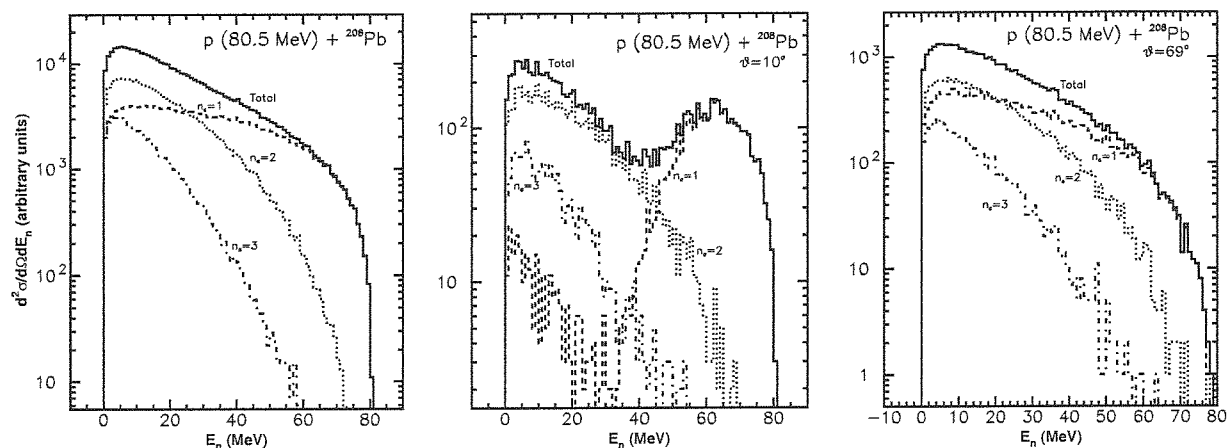 d²σ/dΩdEₙ (arbitrary units)
10⁴
10³
10²
10
p (80.5 MeV) + ²⁰⁸Pb
Total
nₑ=1
nₑ=2
nₑ=3
0 20 40 60 80
Eₙ (MeV)
10²
10
p (80.5 MeV) + ²⁰⁸Pb
ϑ=10°
Total
nₑ=1
nₑ=3
nₑ=2
0 20 40 60 80
Eₙ (MeV)
10³
10²
10
1
p (80.5 MeV) + ²⁰⁸Pb
ϑ=69°
Total
nₑ=1
nₑ=2
nₑ=3
−10 0 10 20 30 40 50 60 70 80
Eₙ (MeV)